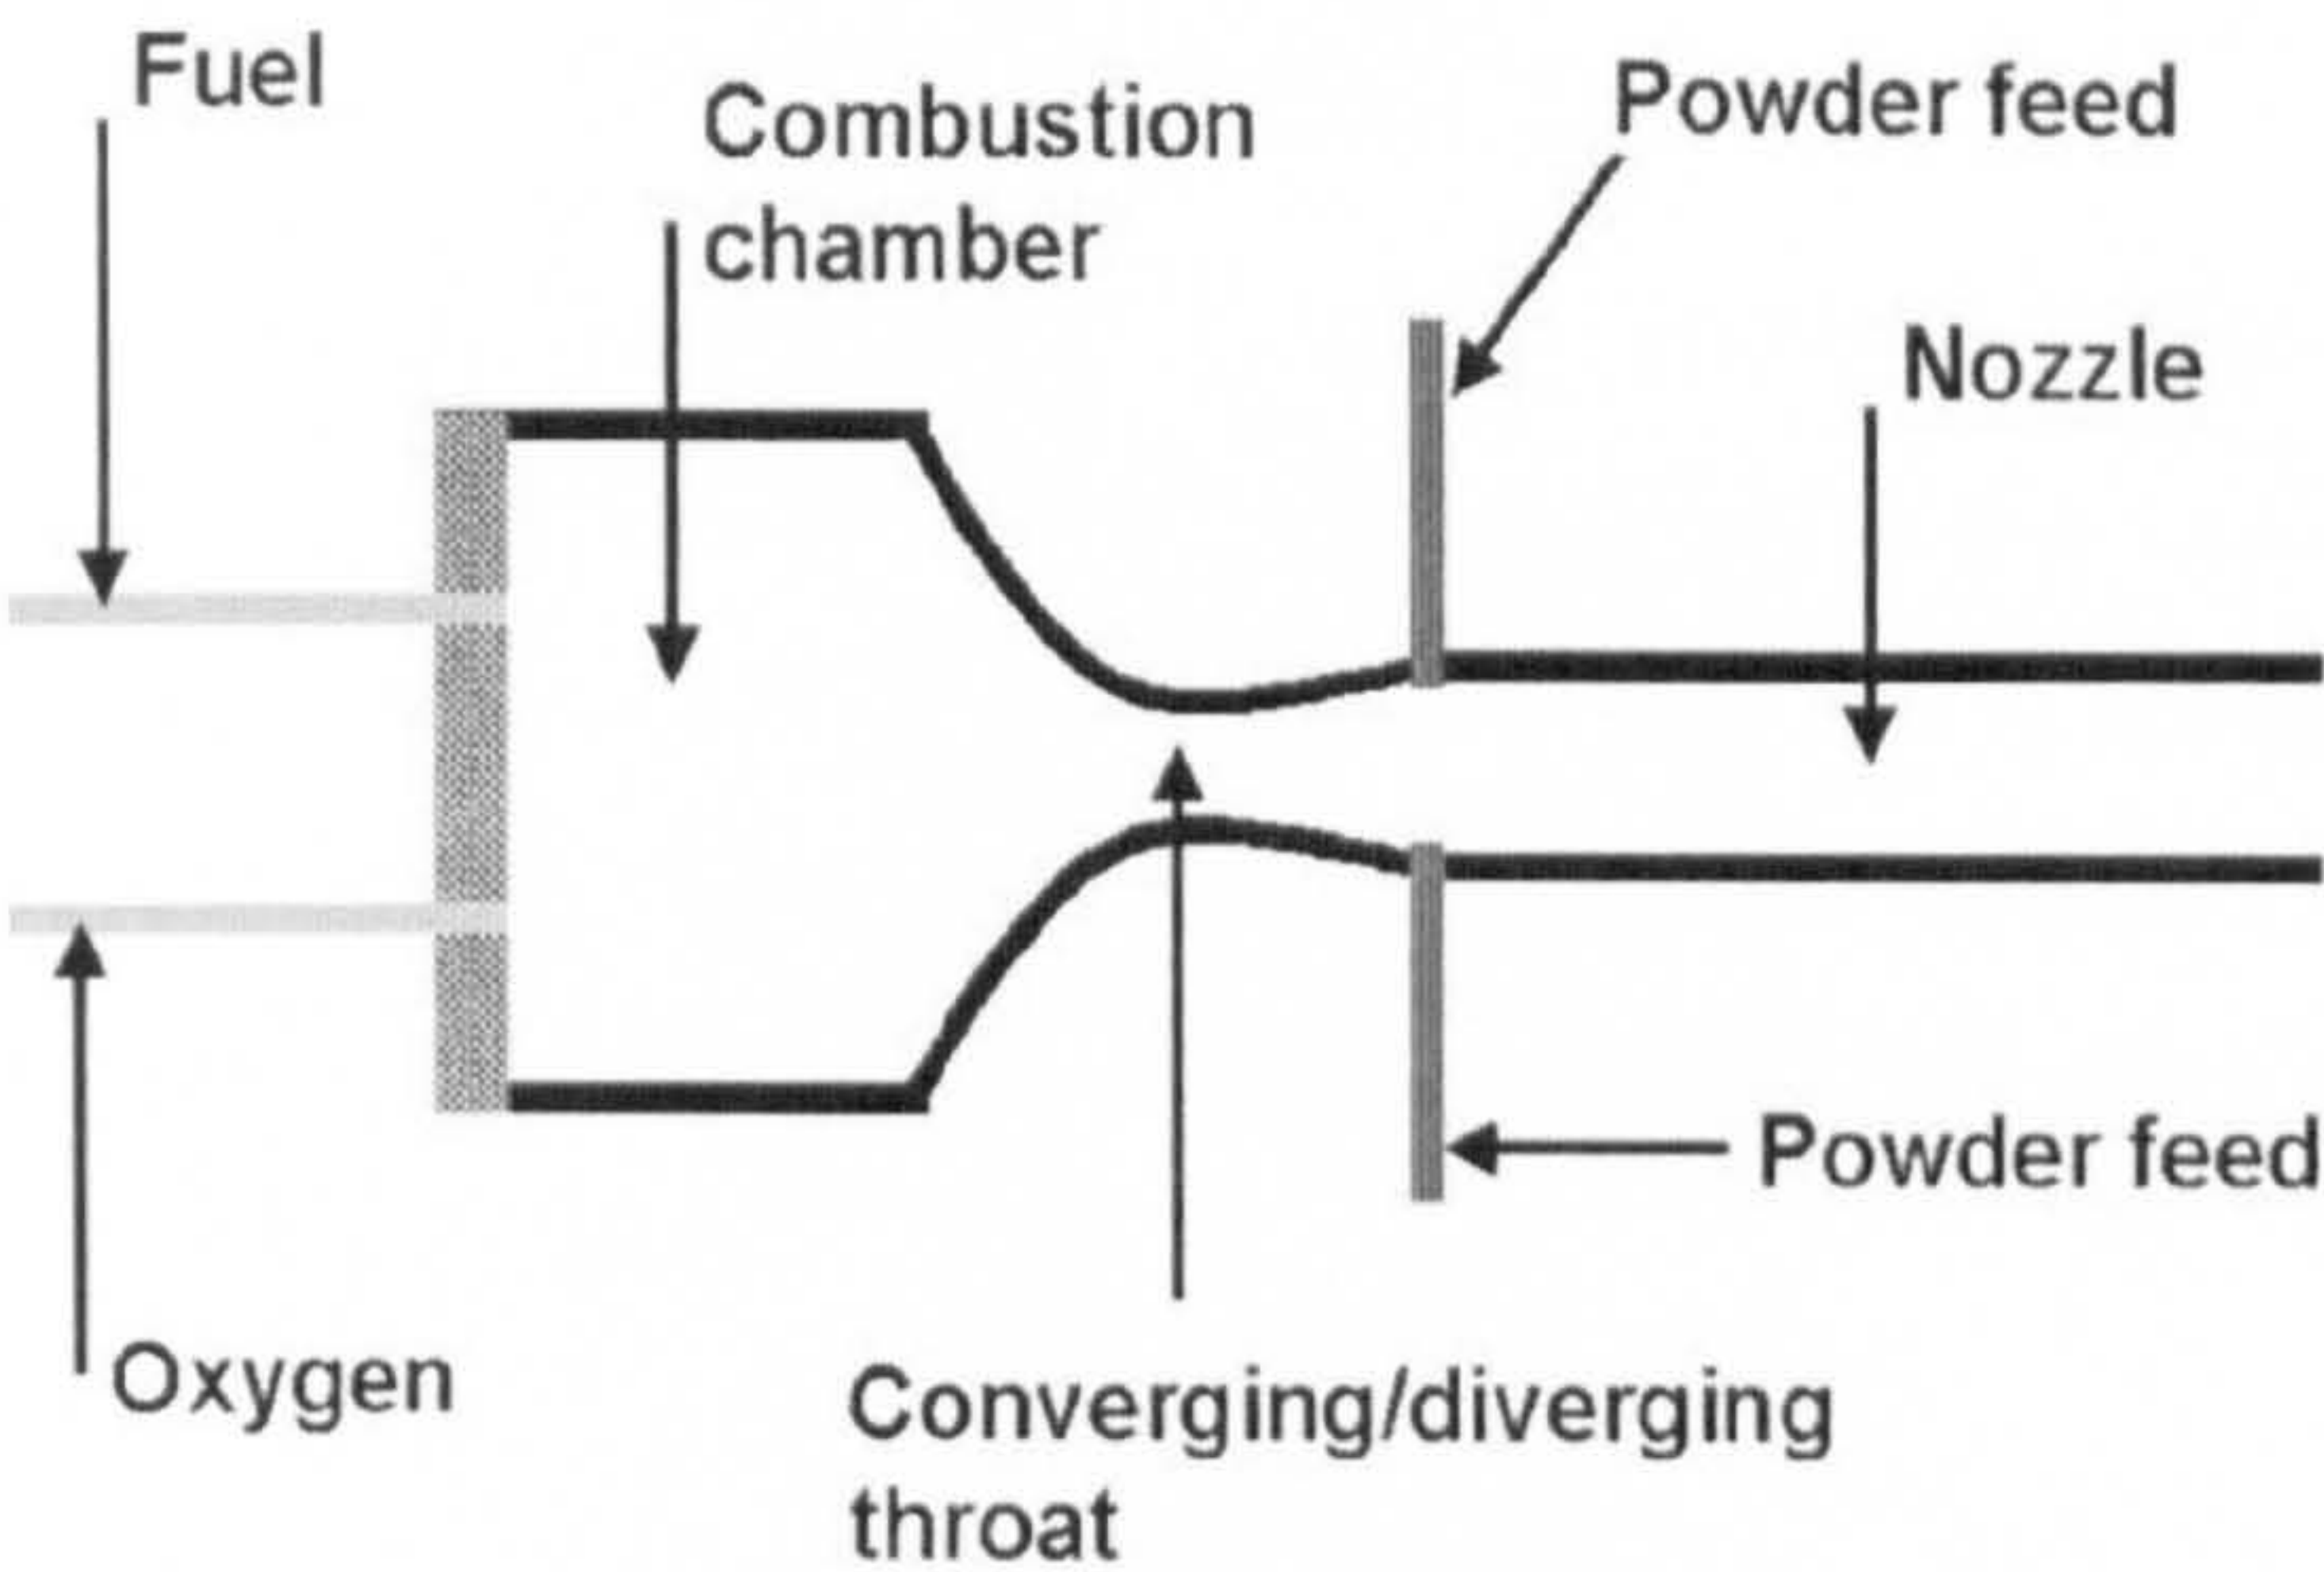 Fuel
Combustion
chamber
Powder feed
Nozzle
Powder feed
Oxygen
Converging/diverging
throat